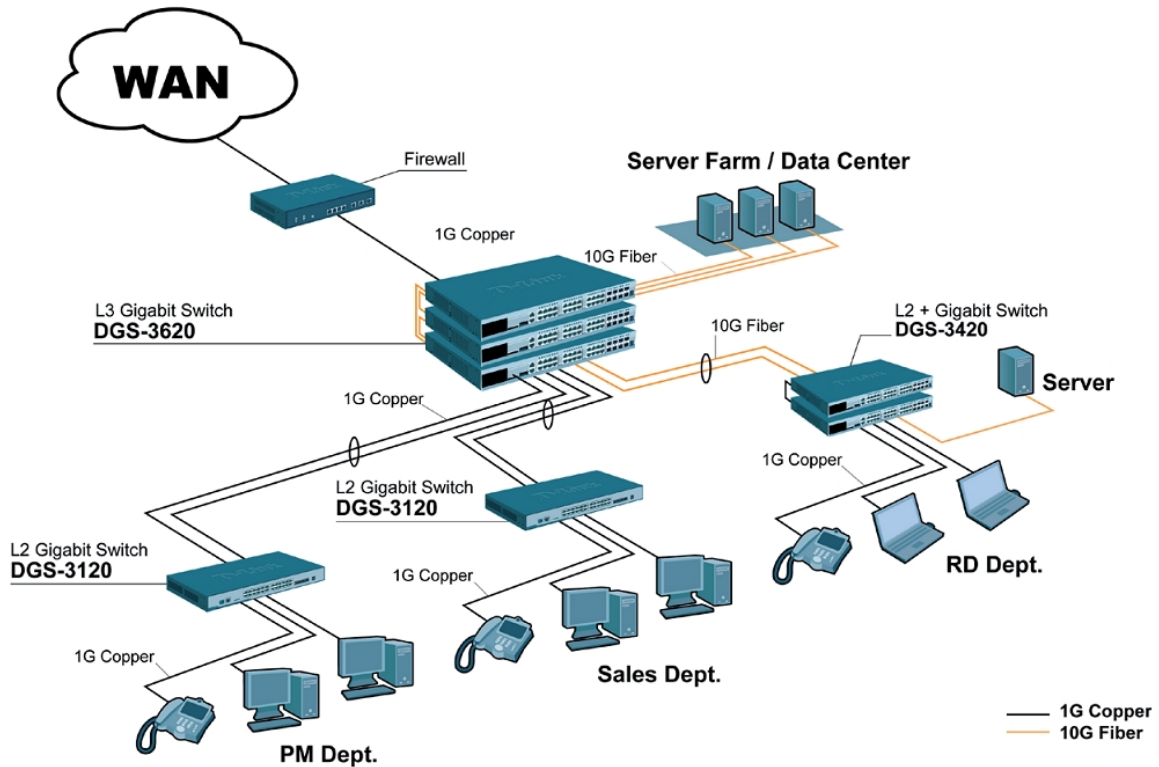 WAN
Firewall
Server Farm / Data Center
1G Copper
10G Fiber
L3 Gigabit Switch
DGS-3620
10G Fiber
L2 + Gigabit Switch
DGS-3420
Server
1G Copper
1G Copper
L2 Gigabit Switch
DGS-3120
L2 Gigabit Switch
DGS-3120
RD Dept.
1G Copper
1G Copper
Sales Dept.
PM Dept.
1G Copper
10G Fiber